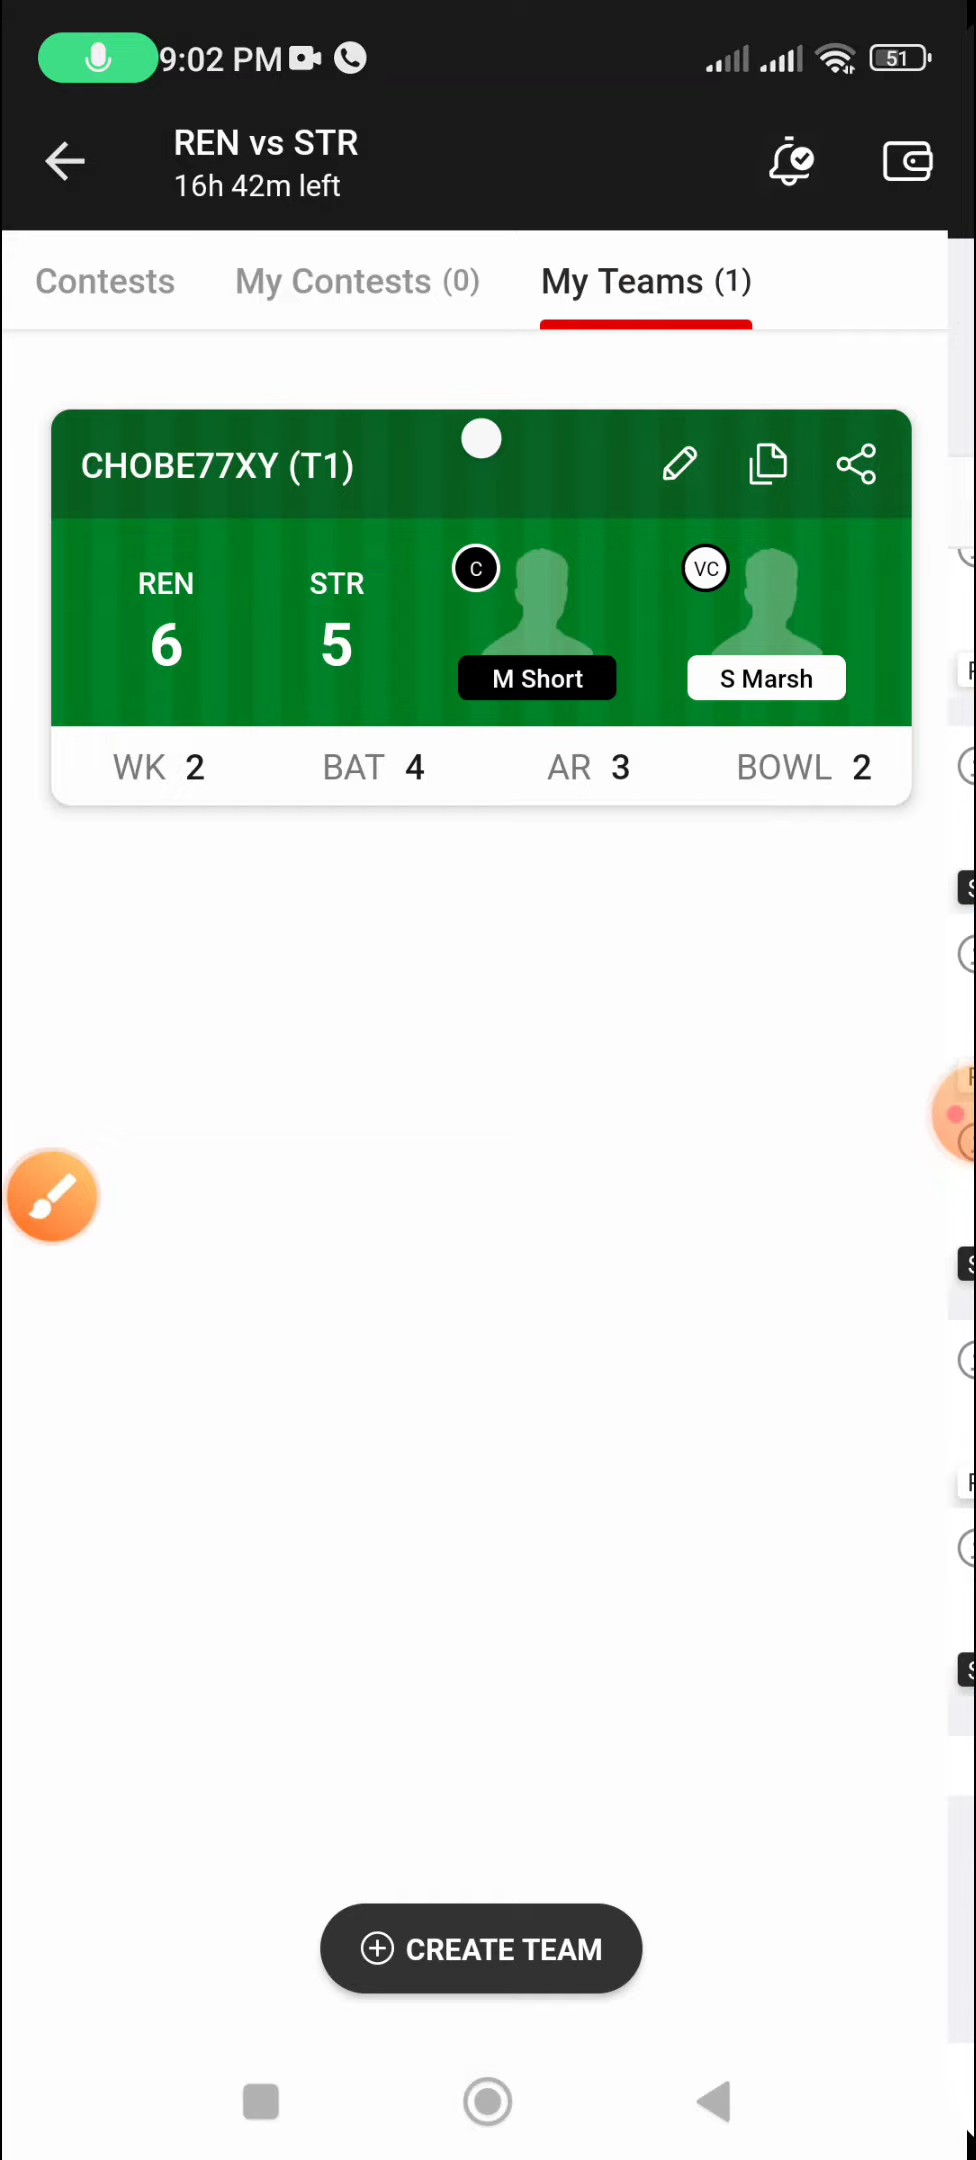 9:02 PM
51
REN vs STR
16h 42m left
Contests
My Contests (0)
My Teams (1)
CHOBE77XY (T1)
REN
STR
C
VC
6
5
M Short
S Marsh
WK 2
BAT 4
AR 3
BOWL 2
CREATE TEAM